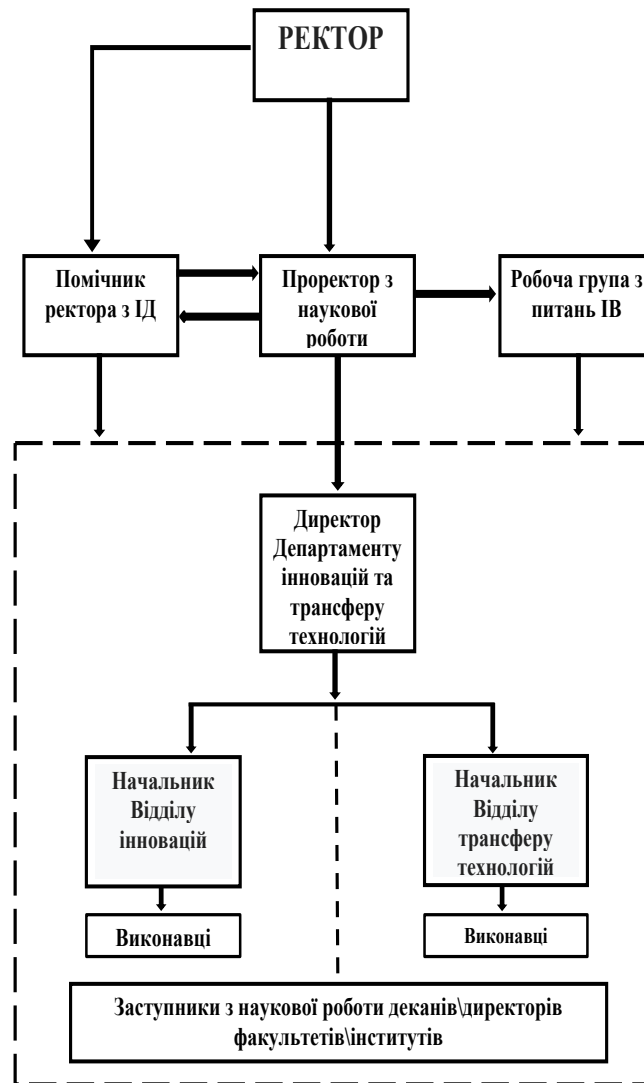 РЕКТОР
Помічник
ректора з ІД
Проректор з
наукової
роботи
Робоча група з
питань ІВ
Директор
Департаменту
інновацій та
трансферу
технологій
Начальник
Відділу
інновацій
Начальник
Відділу
трансферу
технологій
Виконавці
Виконавці
Заступники з наукової роботи деканів\директорів
факультетів\інститутів